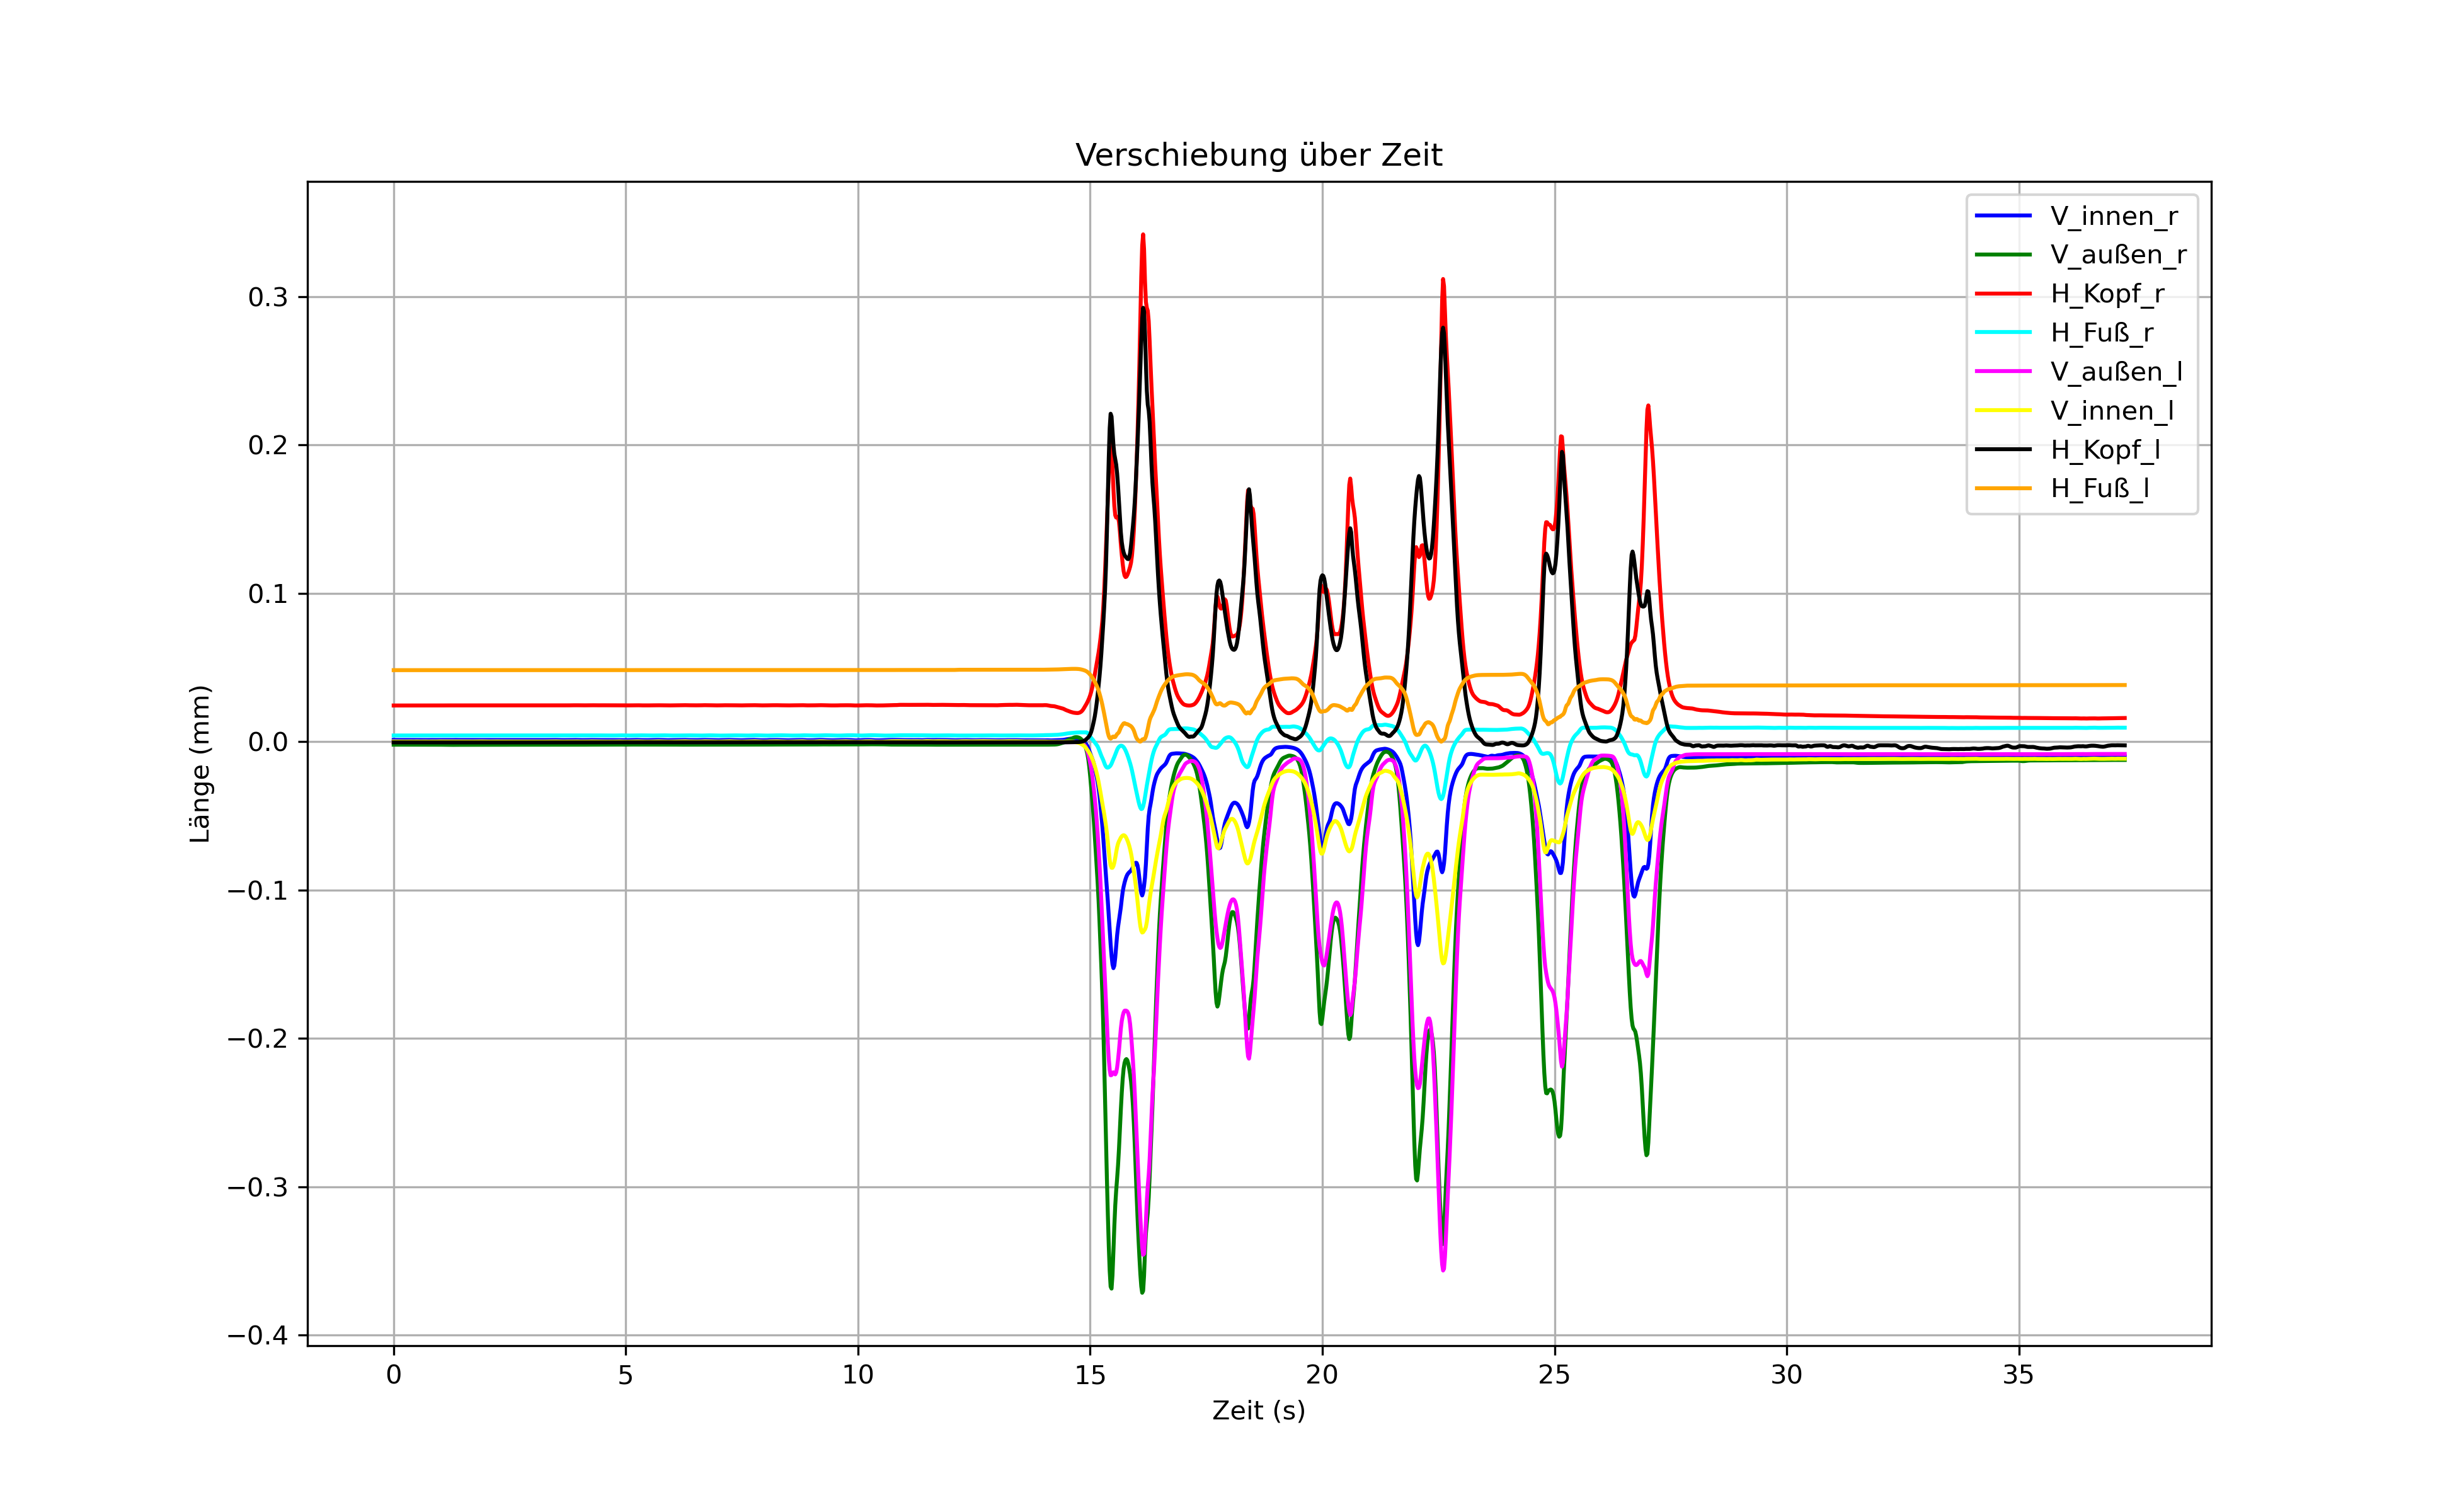 Verschiebung über Zeit
Länge (mm)
0.3
0.2
0.1
0.0
−0.1
−0.2
−0.3
−0.4
0 5 10 15 20 25 30 35
Zeit (s)
V_innen_r
V_außen_r
H_Kopf_r
H_Fuß_r
V_außen_l
V_innen_l
H_Kopf_l
H_Fuß_l